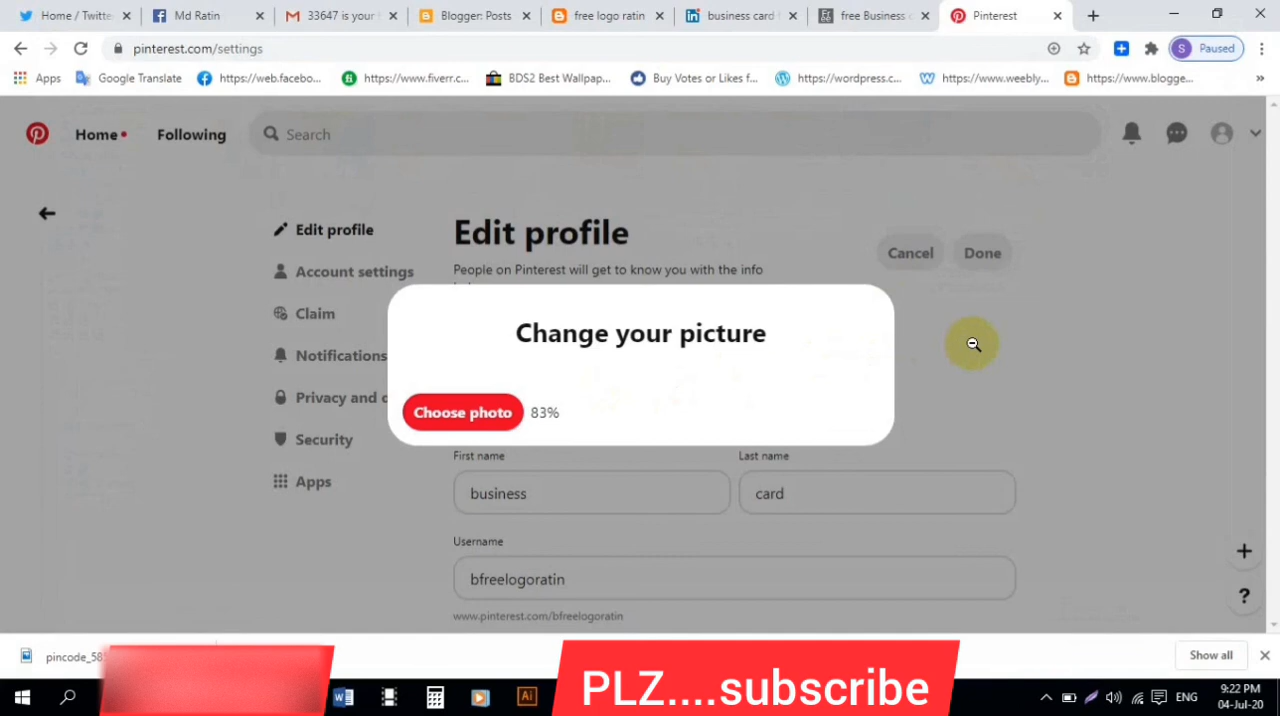 Home / Twitte
Md Ratin
33647 is your
Blogger: Posts
free logo ratin
business card
free Business
Pinterest
pinterest.com/settings
S Paused
Apps
Google Translate
https://web.facebo...
https://www.fiverr.c...
BDS2 Best Wallpap...
Buy Votes or Likes f...
https://wordpress.c...
https://www.weebly...
https://www.blogge...
Home
Following
Search
Edit profile
Account settings
Claim
Notifications
Privacy and d
Security
Apps
Edit profile
Cancel
Done
People on Pinterest will get to know you with the info
Change your picture
Choose photo
83%
First name
Last name
business
card
Username
bfreelogoratin
www.pinterest.com/bfreelogoratin
?
pincode_585
Show all
PLZ....subscribe
Ai
ENG
9:22 PM
04-Jul-20